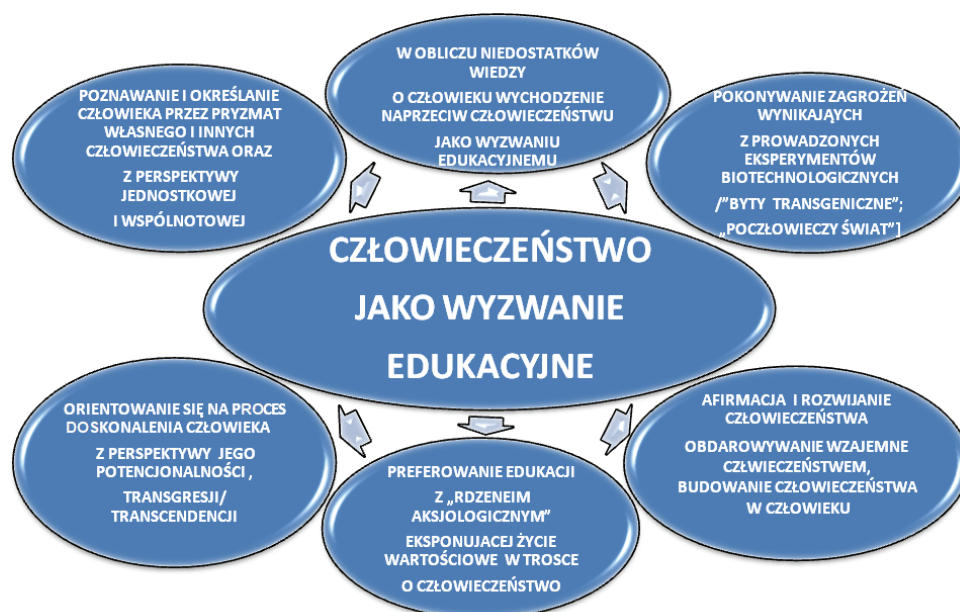 POZNAWANIE I OKREŚLANIE
CZŁOWIEKA PRZEZ PRYZMAT
WŁASNEGO I INNYCH
CZŁOWIECZEŃSTWA ORAZ
Z PERSPEKTYWY
JEDNOSTKOWEJ
I WSPÓLNOTOWEJ
W OBLICZU NIEDOSTATKÓW
WIEDZY
O CZŁOWIEKU WYCHODZENIE
NAPRZECIW CZŁOWIECZEŃSTWU
JAKO WYZWANIU
EDUKACYJNEMU
POKONYWANIE ZAGROŻEŃ
WYNIKAJĄCYCH
Z PROWADZONYCH
EKSPERYMENTÓW
BIOTECHNOLOGICZNYCH
/”BYTY TRANSGENICZNE”;
„POCZŁOWIECZY ŚWIAT”]
CZŁOWIECZEŃSTWO
JAKO WYZWANIE
EDUKACYJNE
ORIENTOWANIE SIĘ NA PROCES
DOSKONALENIA CZŁOWIEKA
Z PERSPEKTYWY JEGO
POTENCJONALNOŚCI ,
TRANSGRESJI/
TRANSCENDENCJI
PREFEROWANIE EDUKACJI
Z „RDZENEIM
AKSJOLOGICZNYM”
EKSPONUJACEJ ŻYCIE
WARTOŚCIOWE W TROSCE
O CZŁOWIECZEŃSTWO
AFIRMACJA I ROZWIJANIE
CZŁOWIECZEŃSTWA
OBDAROWYWANIE WZAJEMNE
CZŁWIECZEŃSTWEM,
BUDOWANIE CZŁOWIECZEŃSTWA
W CZŁOWIEKU